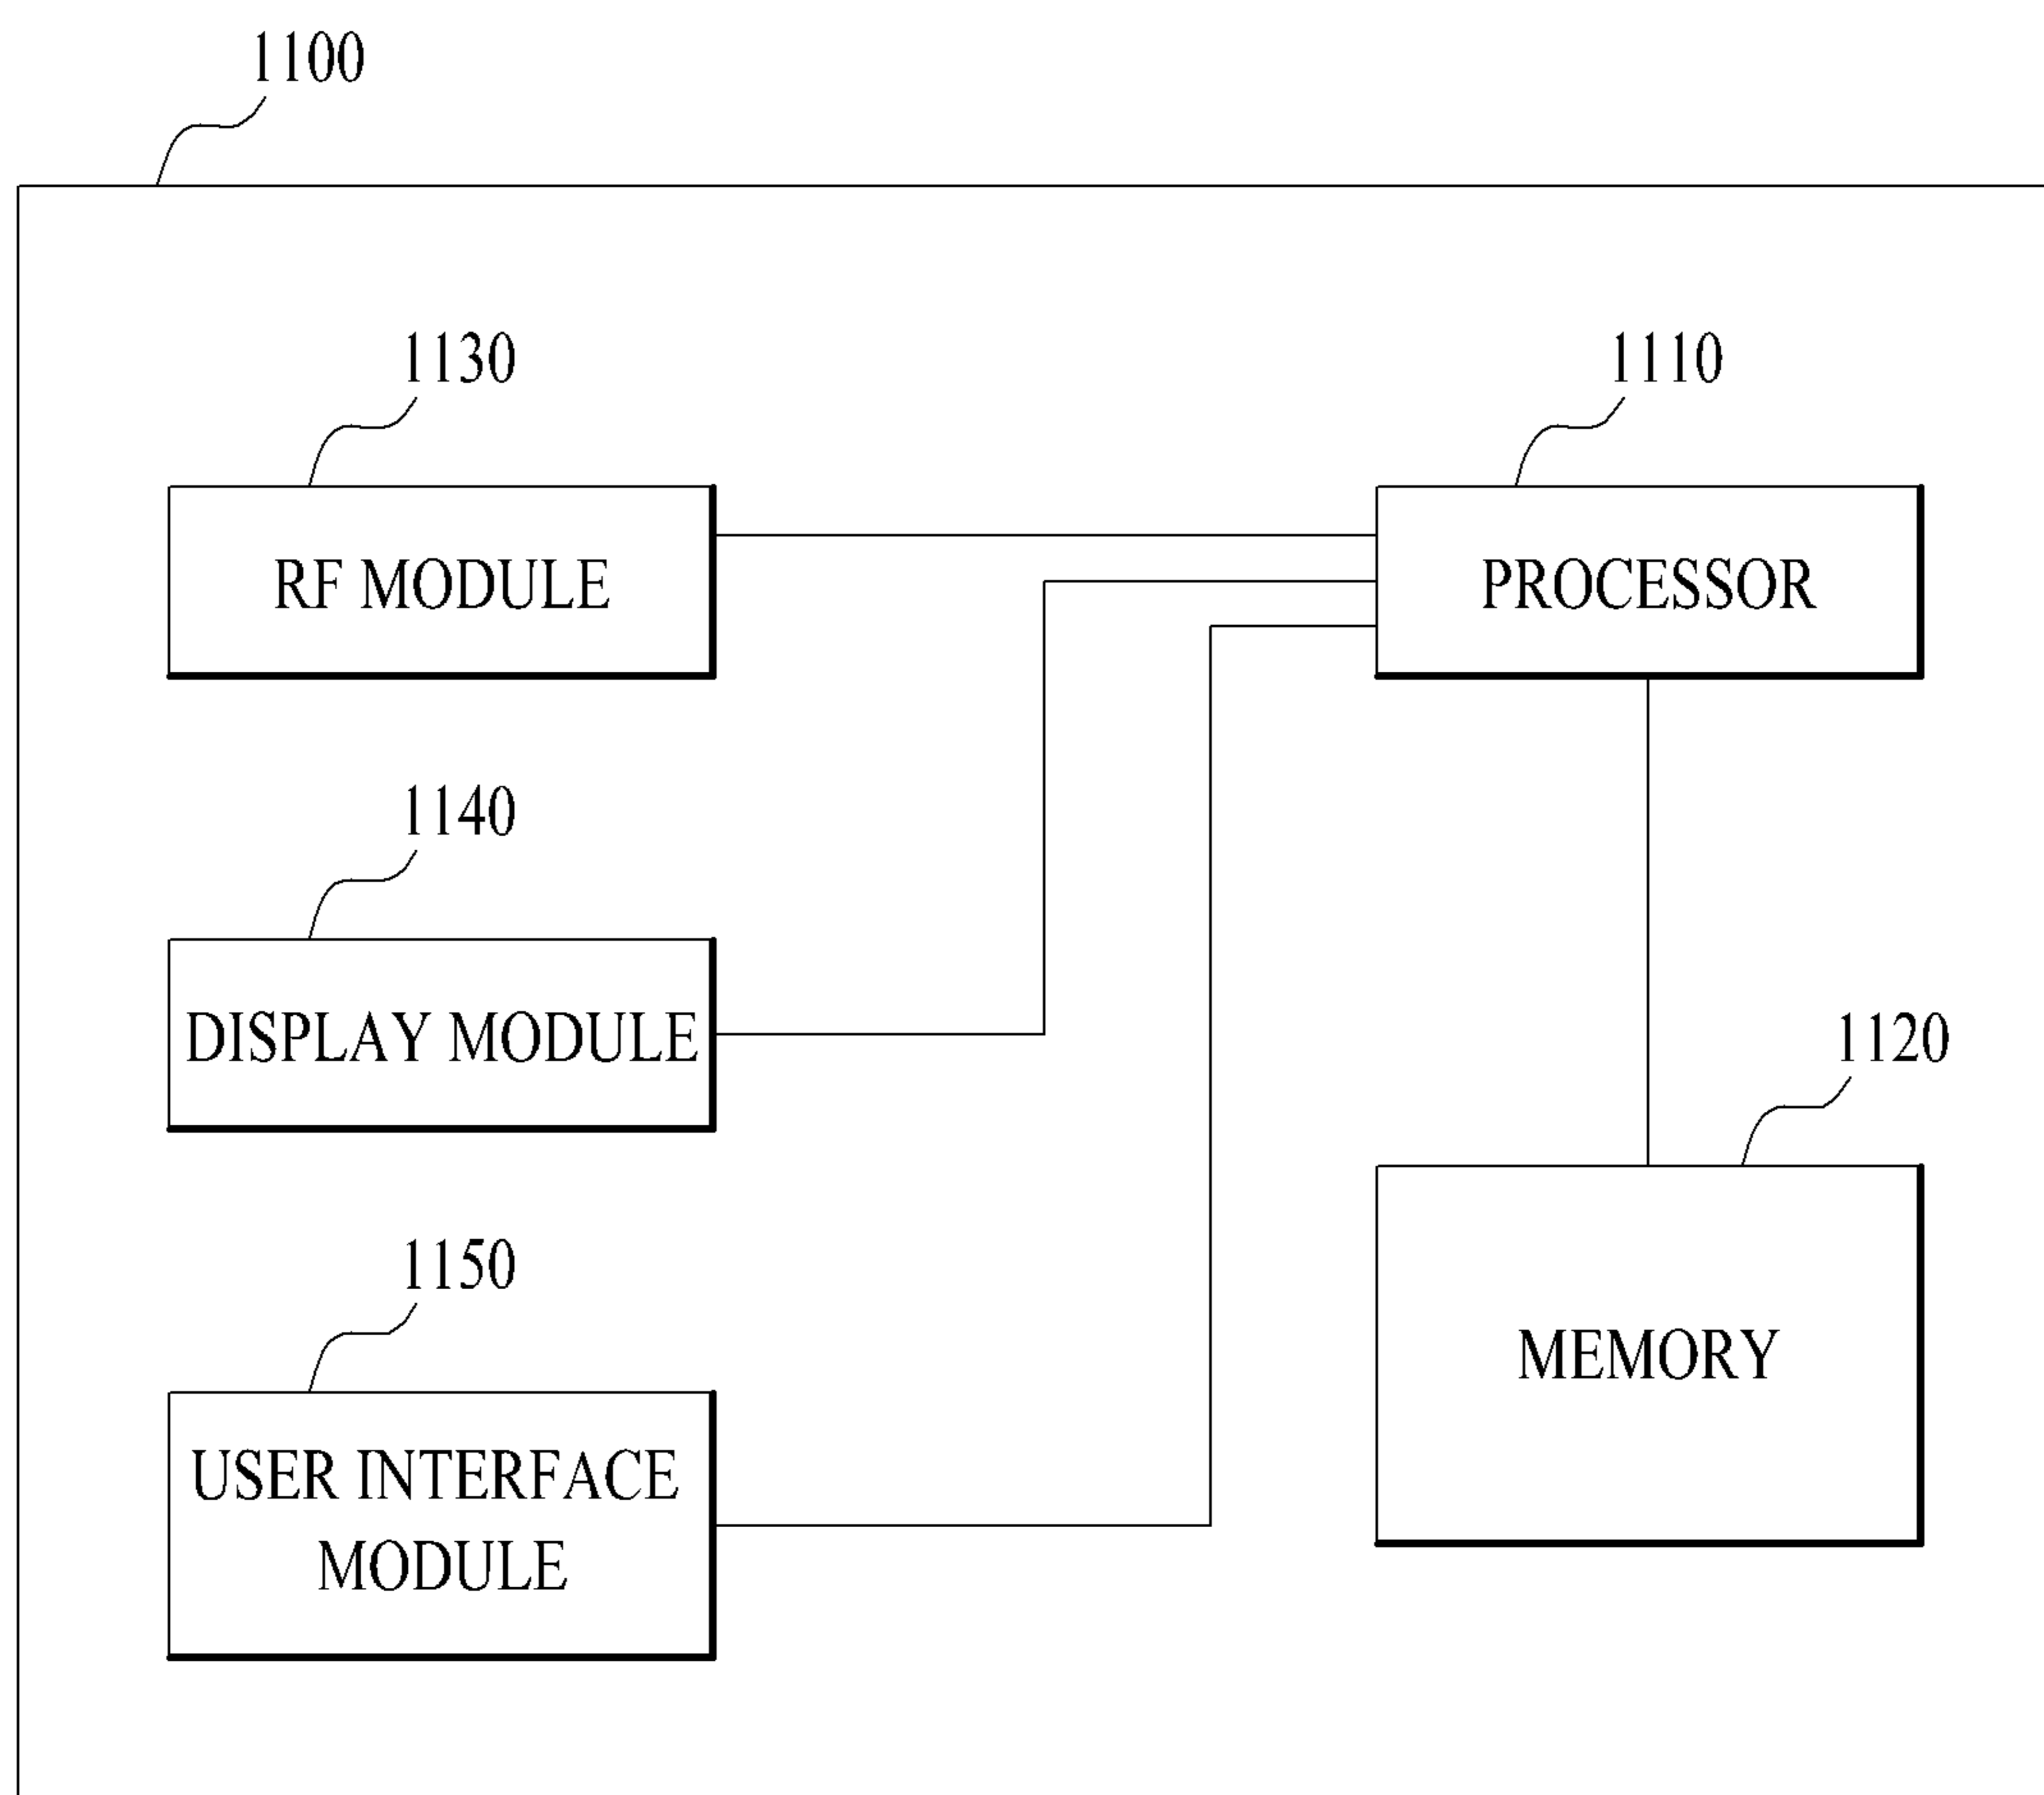 1100
1130
1110
RF MODULE
PROCESSOR
1140
DISPLAY MODULE
1120
1150
MEMORY
USER INTERFACE
MODULE